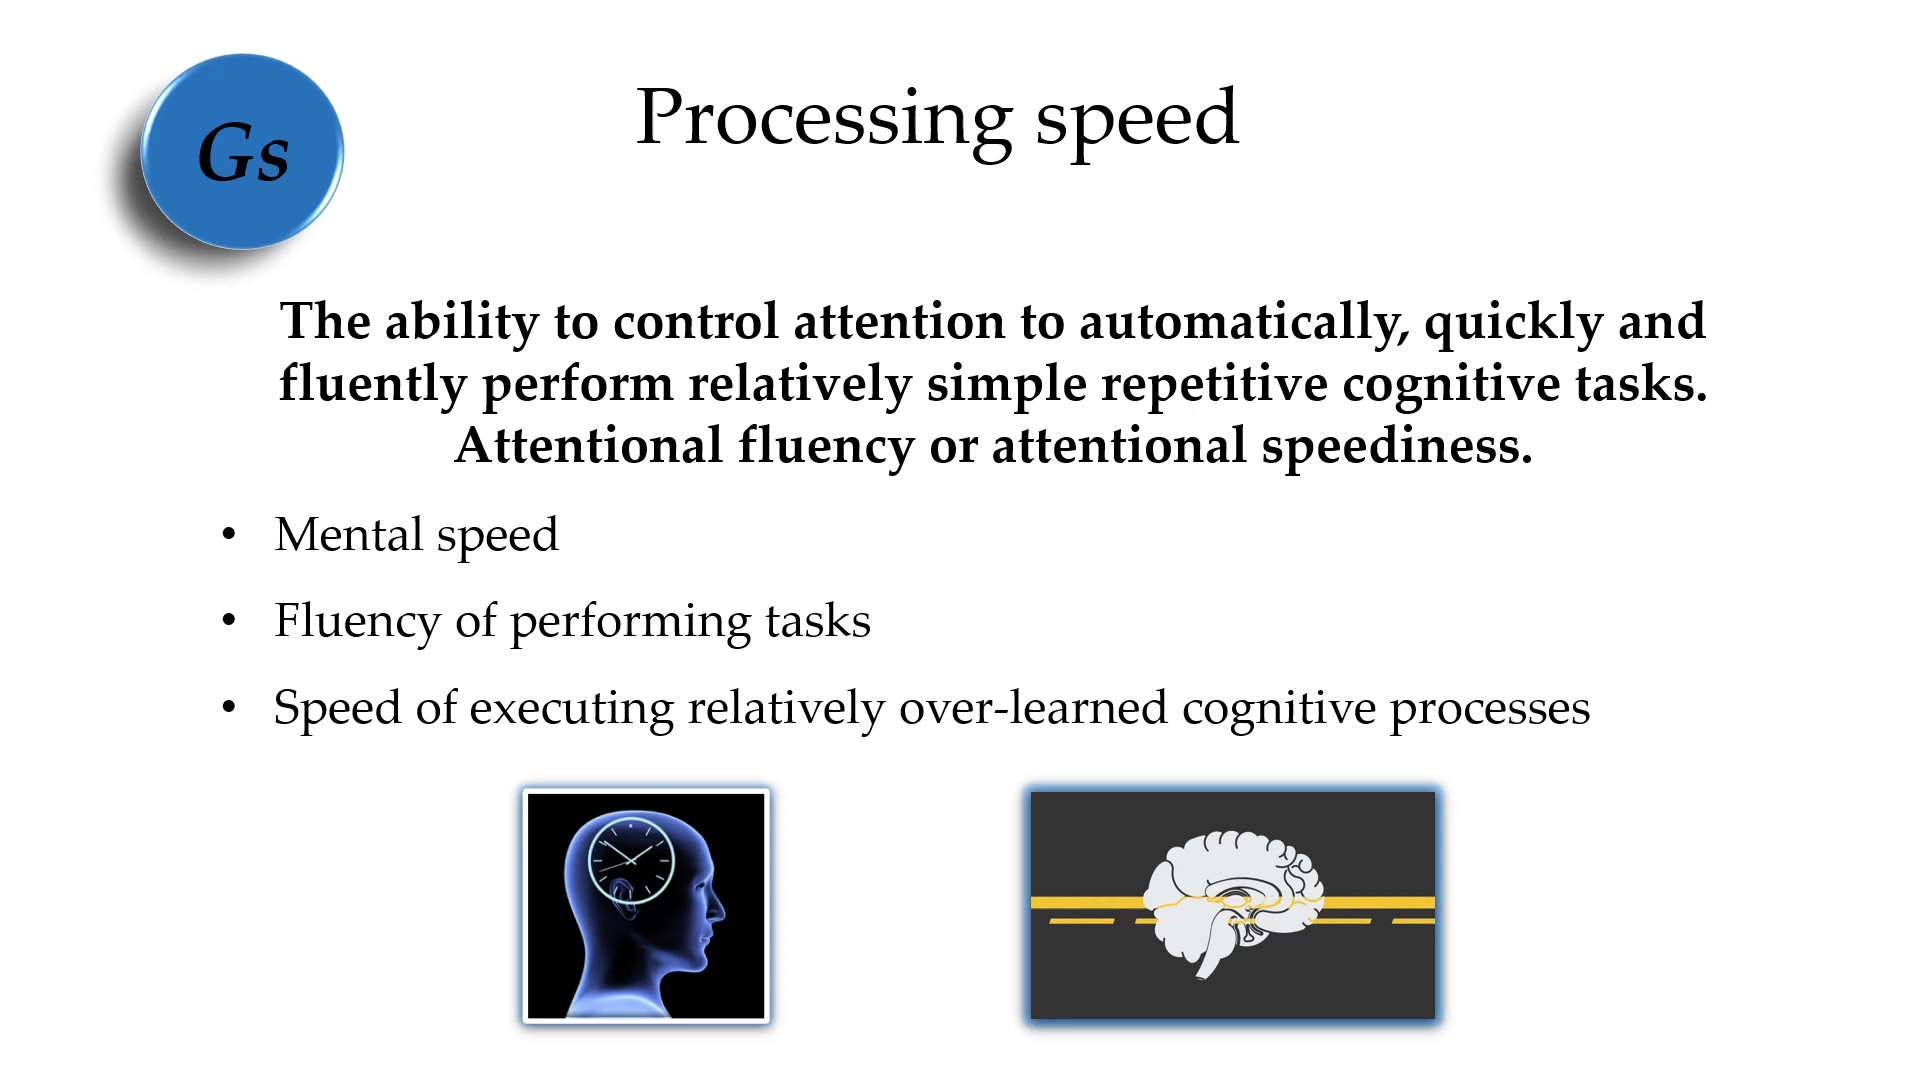 Gs
Processing speed
The ability to control attention to automatically, quickly and
fluently perform relatively simple repetitive cognitive tasks.
Attentional fluency or attentional speediness.
• Mental speed
• Fluency of performing tasks
• Speed of executing relatively over-learned cognitive processes